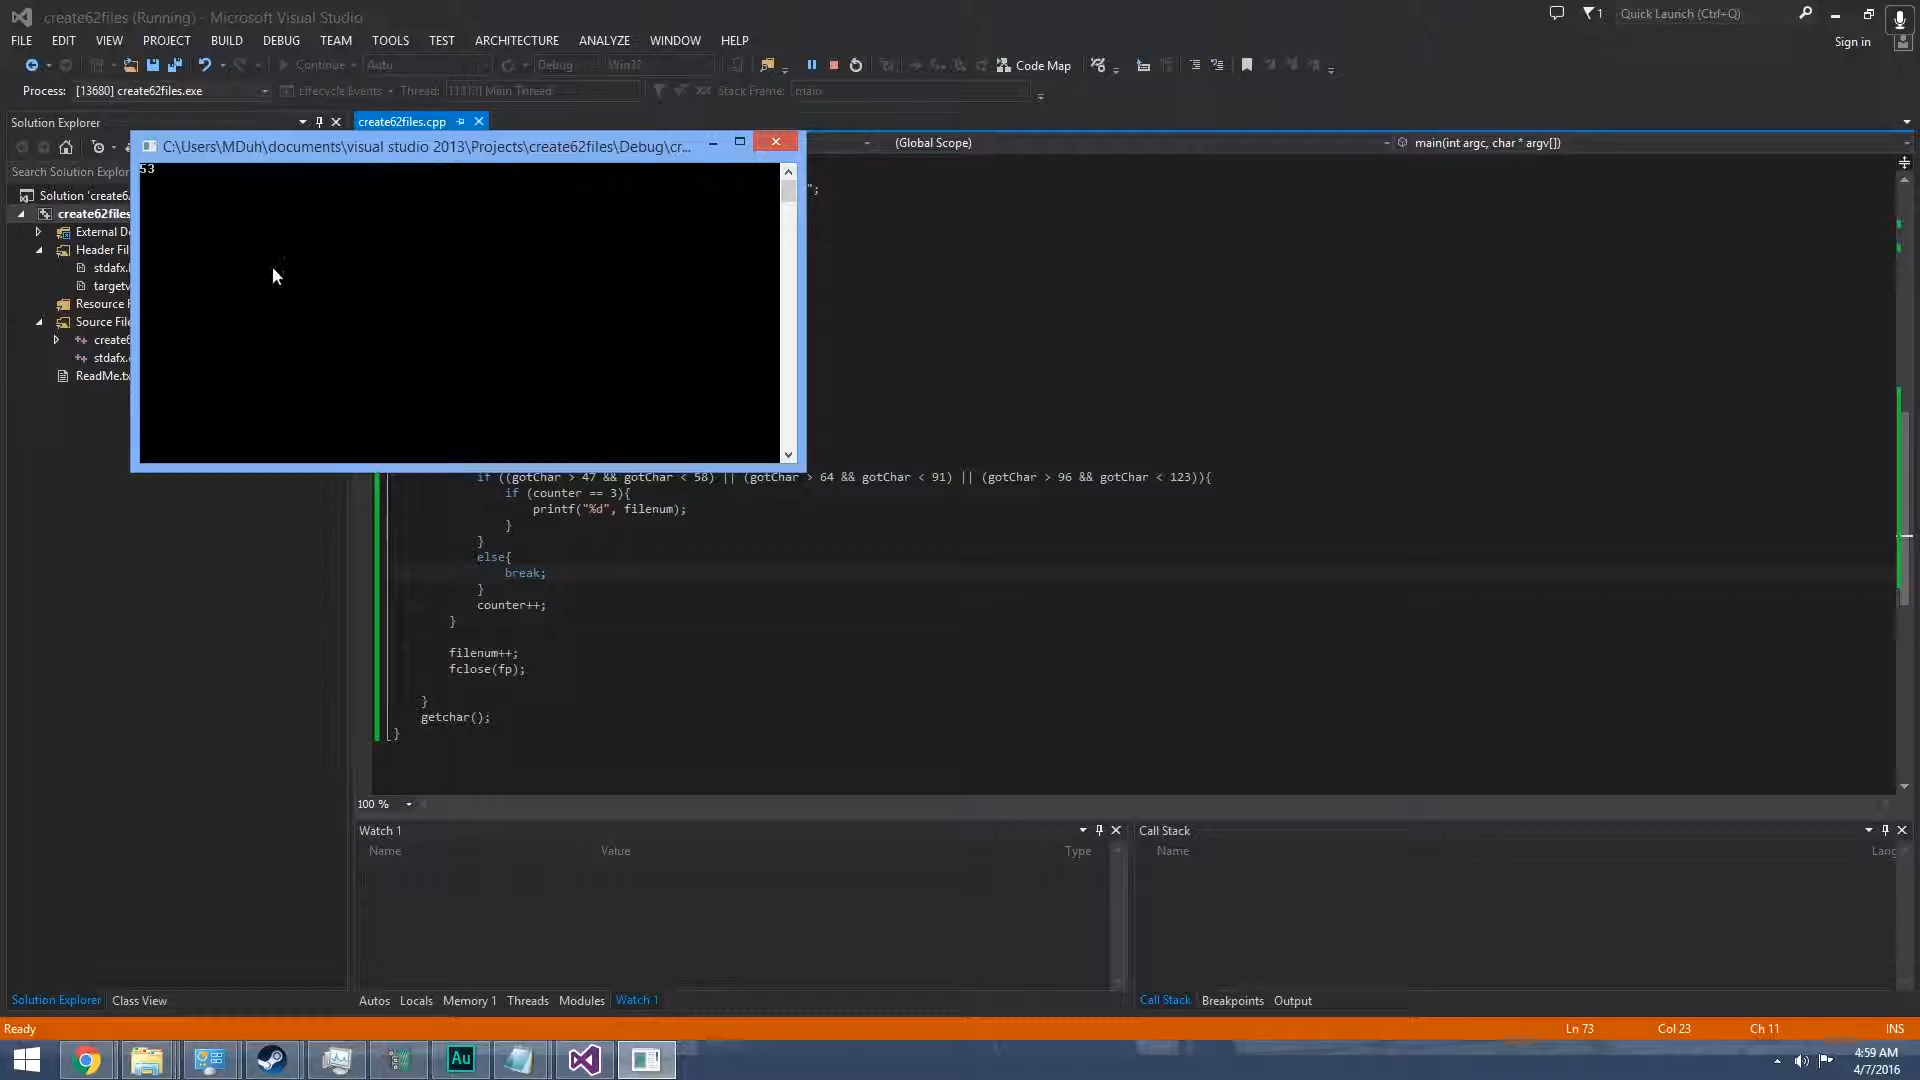 create62files (Running) - Microsoft Visual Studio
1
Quick Launch (Ctrl+Q)
FILE EDIT VIEW PROJECT BUILD DEBUG TEAM TOOLS TEST ARCHITECTURE ANALYZE WINDOW HELP
Sign in
Continue Auto Debug Win32 Code Map
Process: [13680] create62files.exe Lifecycle Events Thread: Main Thread Stack Frame: main
Solution Explorer
create62files.cpp
C:\Users\MDuh\documents\visual studio 2013\Projects\create62files\Debug\cr...
(Global Scope)
main(int argc, char * argv[])
53
Search Solution Explor
";
Solution 'create6
create62files
External D
Header Fil
stdafx.
targetv
Resource F
Source File
create6
stdafx.
ReadMe.tx
if ((gotChar > 47 && gotChar < 58) || (gotChar > 64 && gotChar < 91) || (gotChar > 96 && gotChar < 123)){
if (counter == 3){
printf("%d", filenum);
}
}
else{
break;
}
counter++;
}
filenum++;
fclose(fp);
}
getchar();
}
100 %
Watch 1
Name Value Type
Call Stack
Name Lang
Solution Explorer Class View
Autos Locals Memory 1 Threads Modules Watch 1
Call Stack Breakpoints Output
Ready
Ln 73 Col 23 Ch 11 INS
Au
4:59 AM
4/7/2016